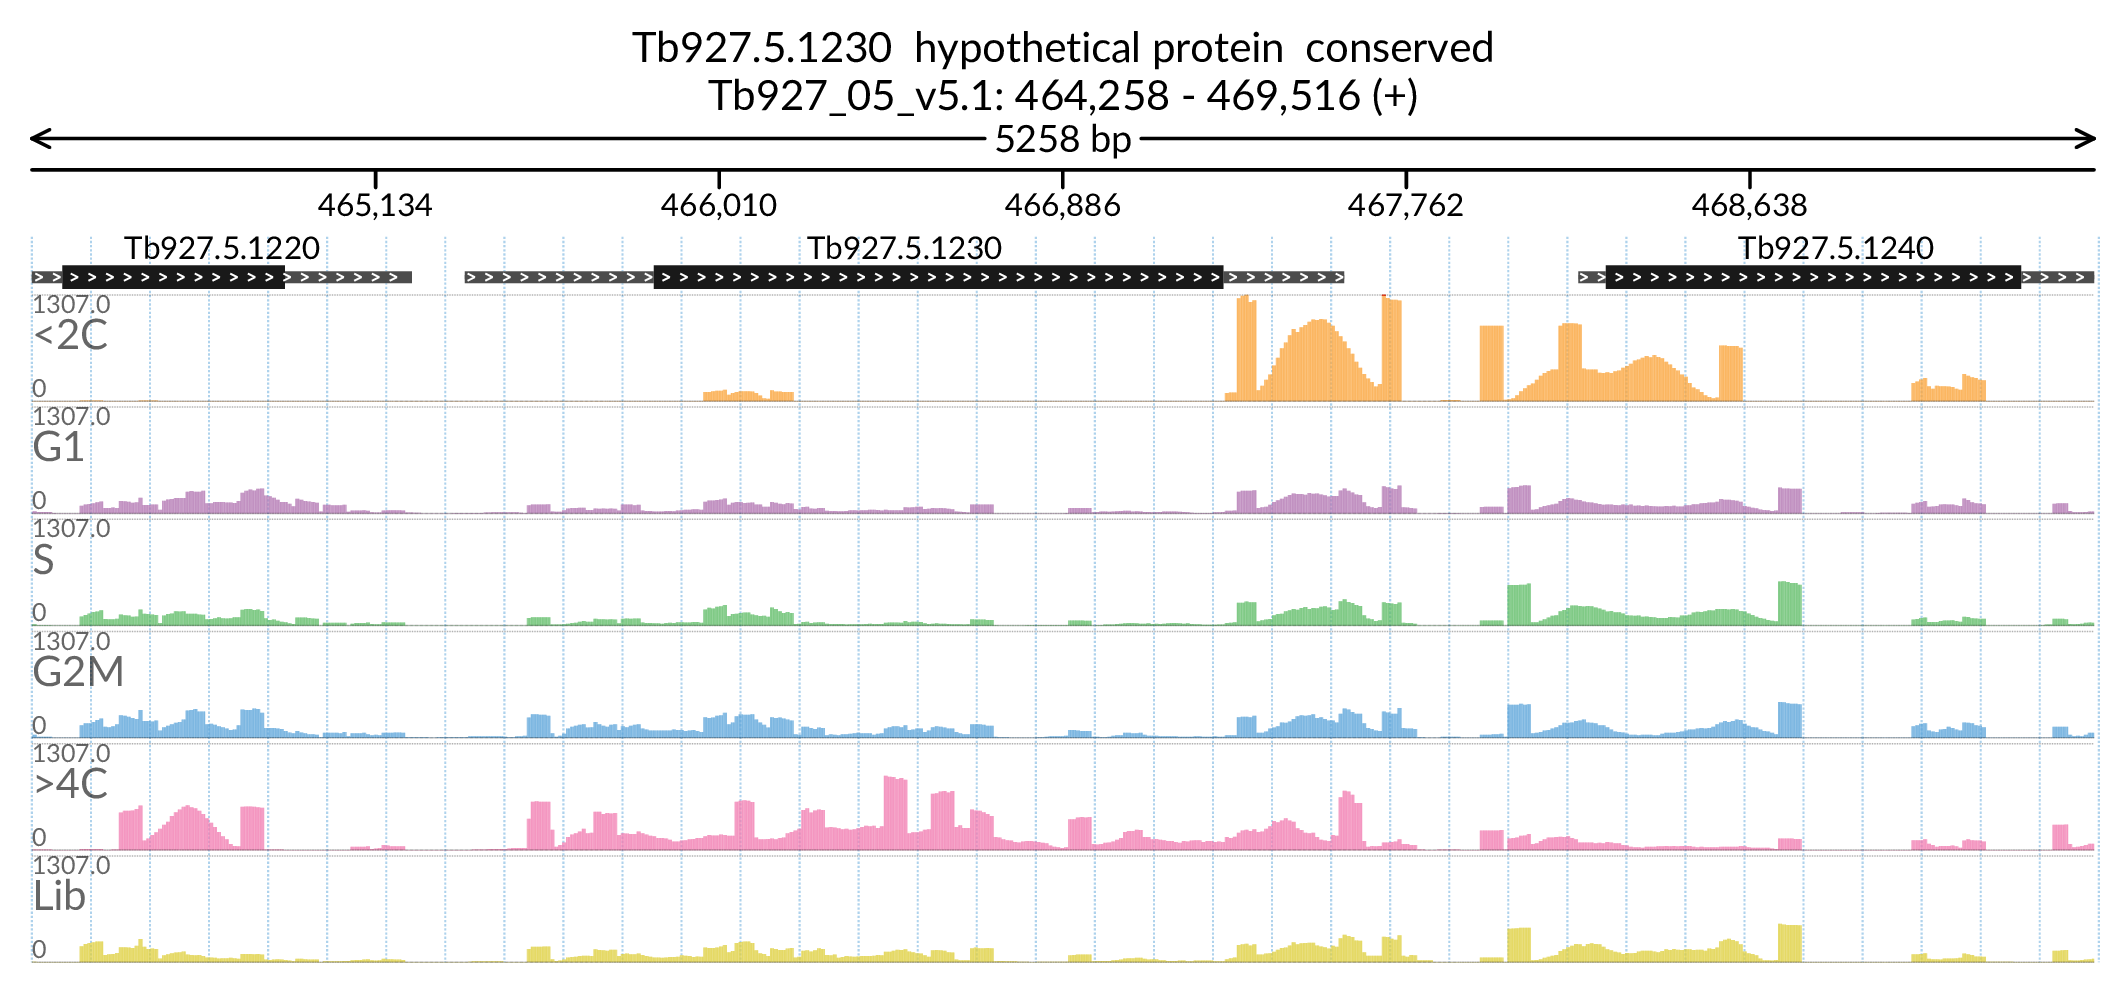 Tb927.5.1230  hypothetical protein  conserved
Tb927_05_v5.1: 464,258 - 469,516 (+)
5258 bp
465,134 466,010 466,886 467,762 468,638
Tb927.5.1220 Tb927.5.1230 Tb927.5.1240
1307.0
<2C
0
1307.0
G1
0
1307.0
S
0
1307.0
G2M
0
1307.0
>4C
0
1307.0
Lib
0